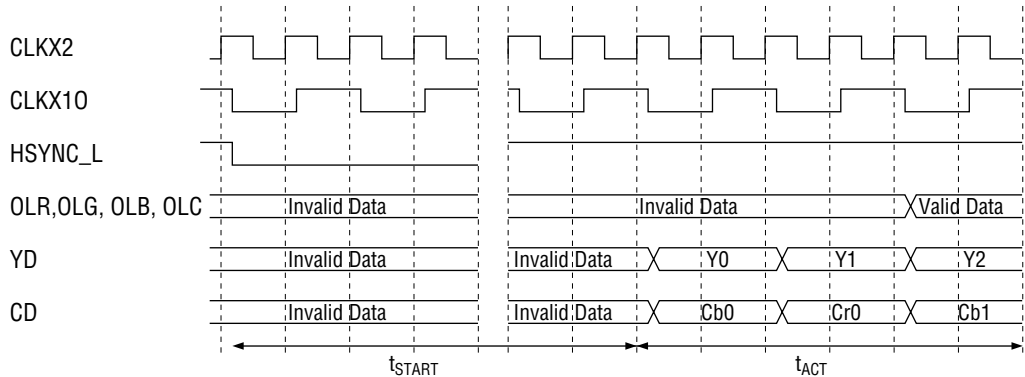 CLKX2
CLKX1O
HSYNC_L
OLR,OLG, OLB, OLC Invalid Data Invalid Data Valid Data
YD Invalid Data Invalid Data Y0 Y1 Y2
CD Invalid Data Invalid Data Cb0 Cr0 Cb1
tSTART tACT